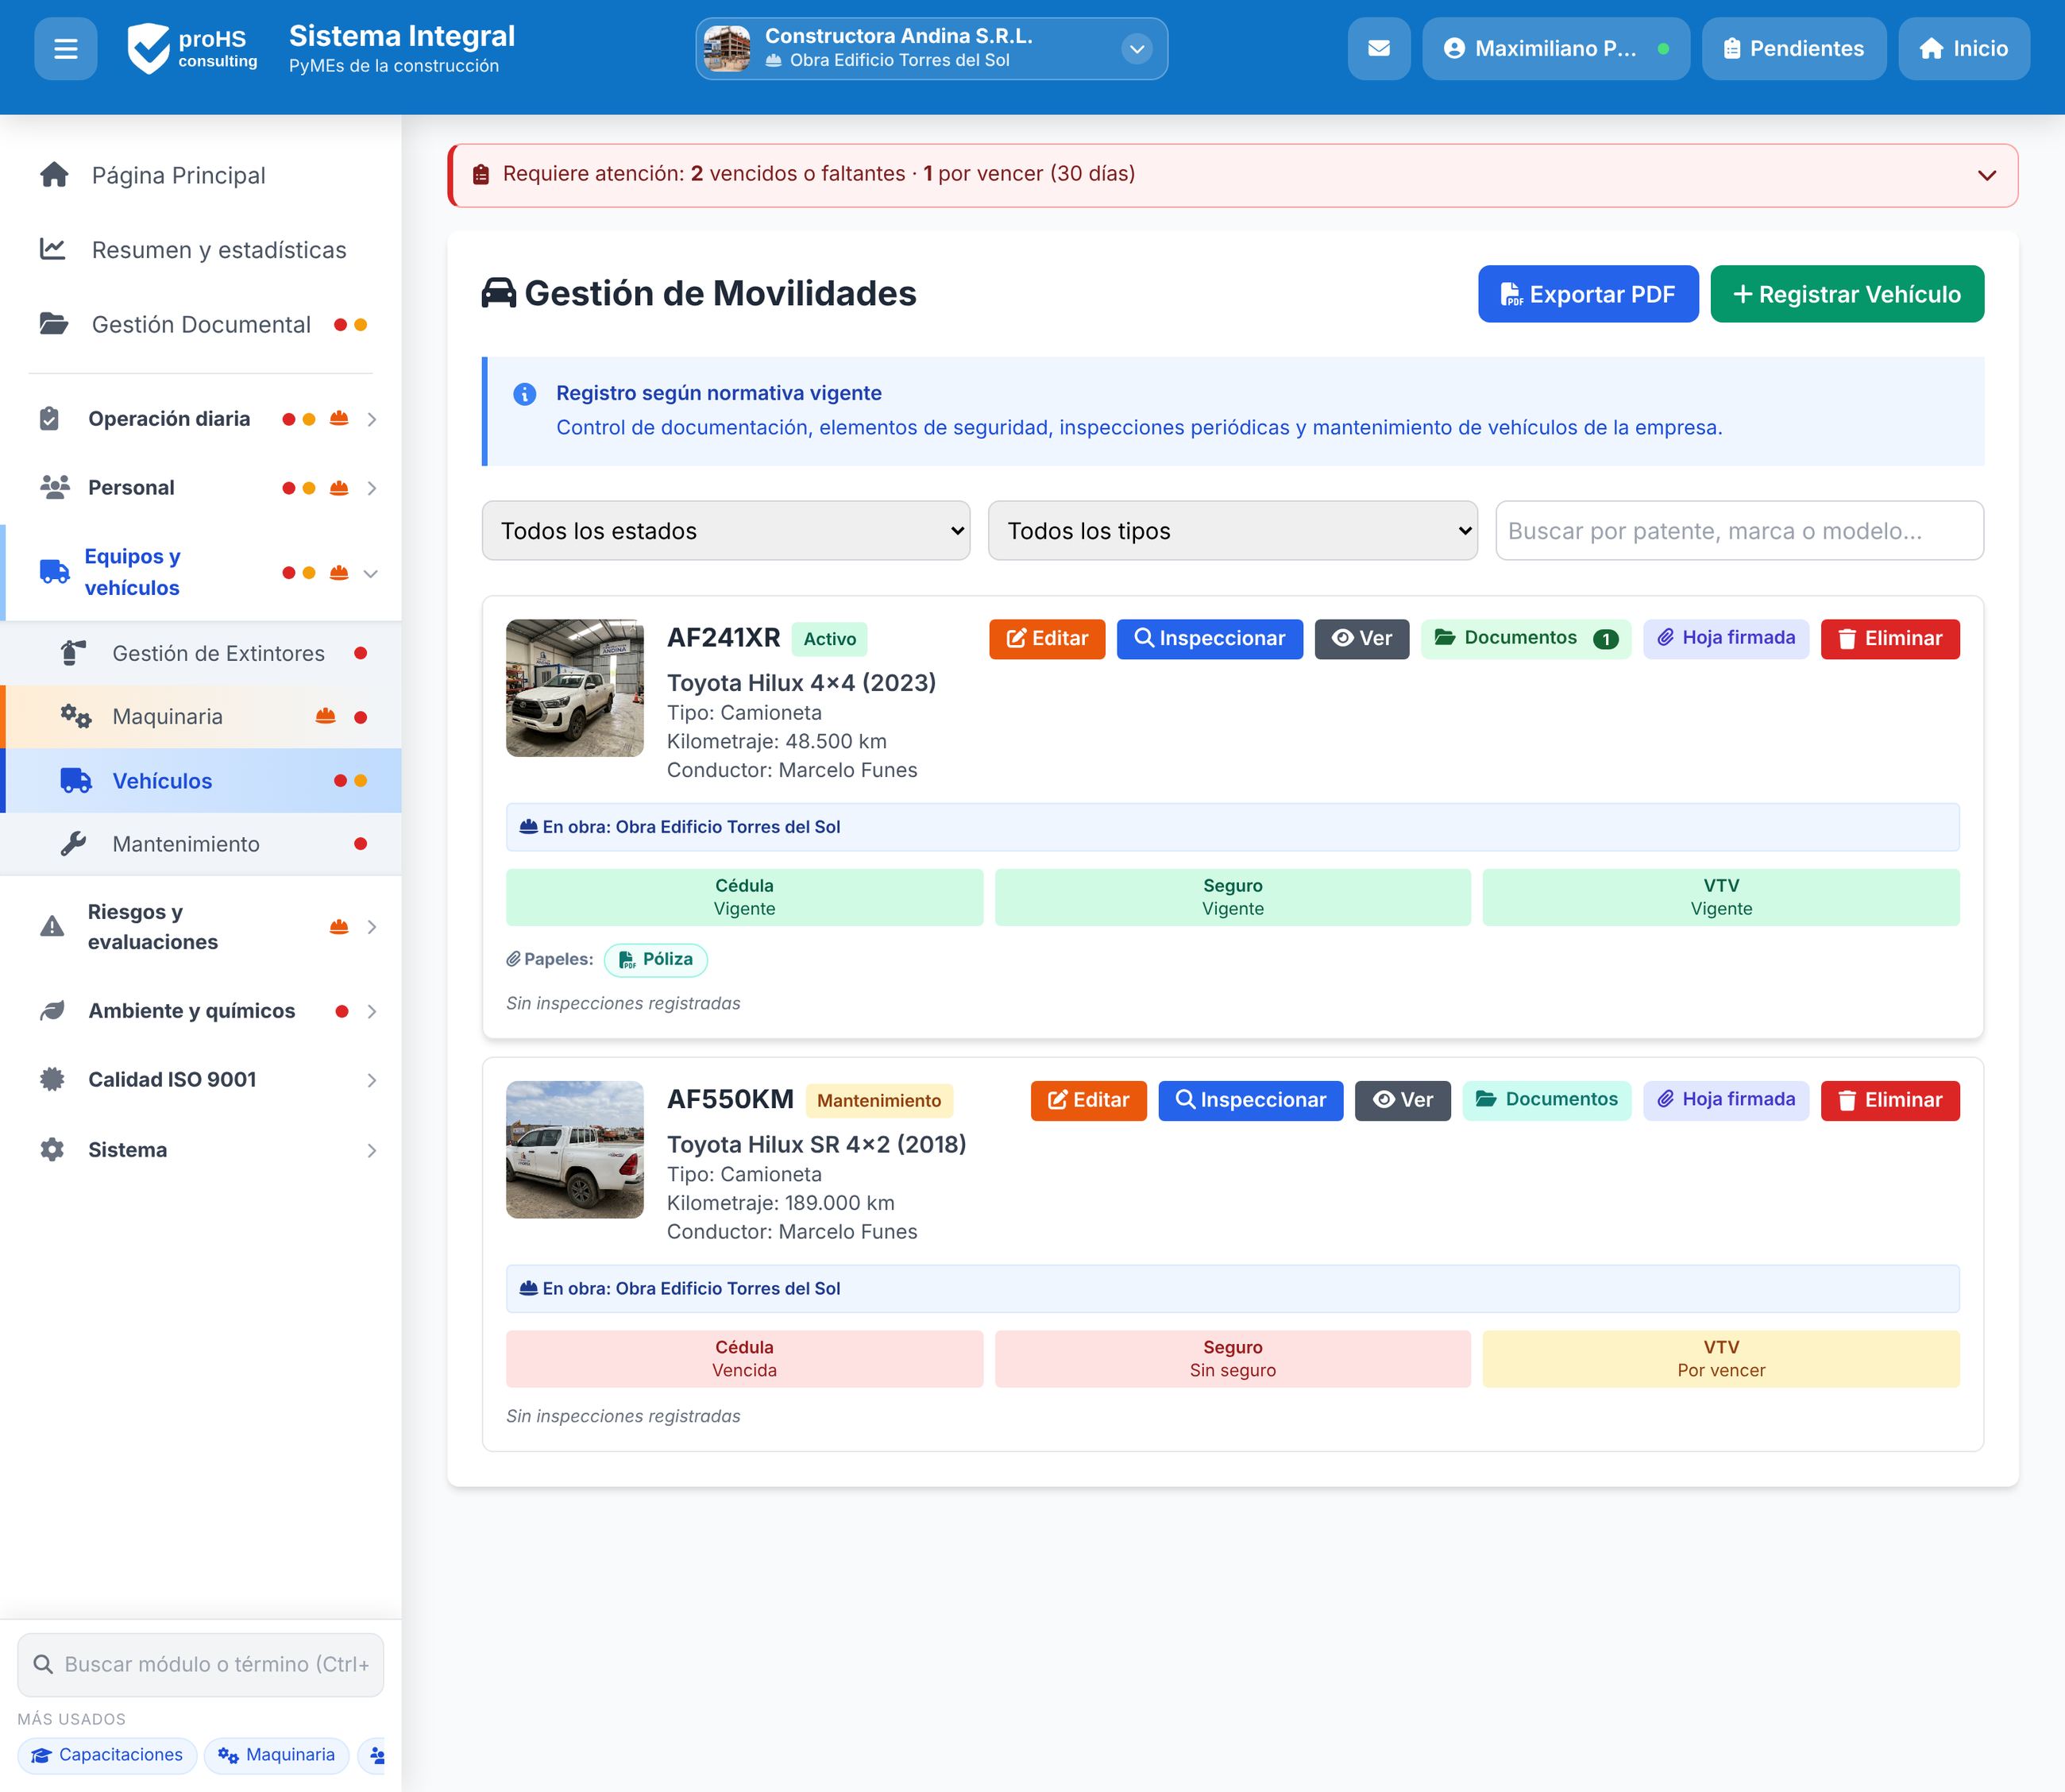 proHS
consulting
Sistema Integral
PyMEs de la construcción
Constructora Andina S.R.L.
Obra Edificio Torres del Sol
Maximiliano P...
Pendientes
Inicio
Página Principal
Resumen y estadísticas
Gestión Documental
Operación diaria
Personal
Equipos y
vehículos
Gestión de Extintores
Maquinaria
Vehículos
Mantenimiento
Riesgos y
evaluaciones
Ambiente y químicos
Calidad ISO 9001
Sistema
Buscar módulo o término (Ctrl+
MÁS USADOS
Capacitaciones
Maquinaria
Requiere atención: 2 vencidos o faltantes · 1 por vencer (30 días)
Gestión de Movilidades
Exportar PDF
Registrar Vehículo
Registro según normativa vigente
Control de documentación, elementos de seguridad, inspecciones periódicas y mantenimiento de vehículos de la empresa.
Todos los estados
Todos los tipos
Buscar por patente, marca o modelo...
AF241XR
Activo
Editar
Inspeccionar
Ver
Documentos 1
Hoja firmada
Eliminar
Toyota Hilux 4x4 (2023)
Tipo: Camioneta
Kilometraje: 48.500 km
Conductor: Marcelo Funes
En obra: Obra Edificio Torres del Sol
Cédula
Vigente
Seguro
Vigente
VTV
Vigente
Papeles:
Póliza
Sin inspecciones registradas
AF550KM
Mantenimiento
Editar
Inspeccionar
Ver
Documentos
Hoja firmada
Eliminar
Toyota Hilux SR 4x2 (2018)
Tipo: Camioneta
Kilometraje: 189.000 km
Conductor: Marcelo Funes
En obra: Obra Edificio Torres del Sol
Cédula
Vencida
Seguro
Sin seguro
VTV
Por vencer
Sin inspecciones registradas